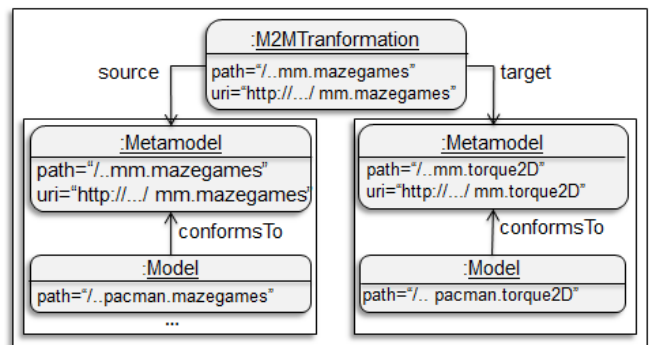 :M2MTranformation
path="/..mm.mazegames"
uri="http://.../ mm.mazegames"
source
target
:Metamodel
path="/..mm.mazegames"
uri="http://.../ mm.mazegames"
conformsTo
:Model
path="/..pacman.mazegames"
...
:Metamodel
path="/..mm.torque2D"
uri="http://.../ mm.torque2D"
conformsTo
:Model
path="/.. pacman.torque2D"